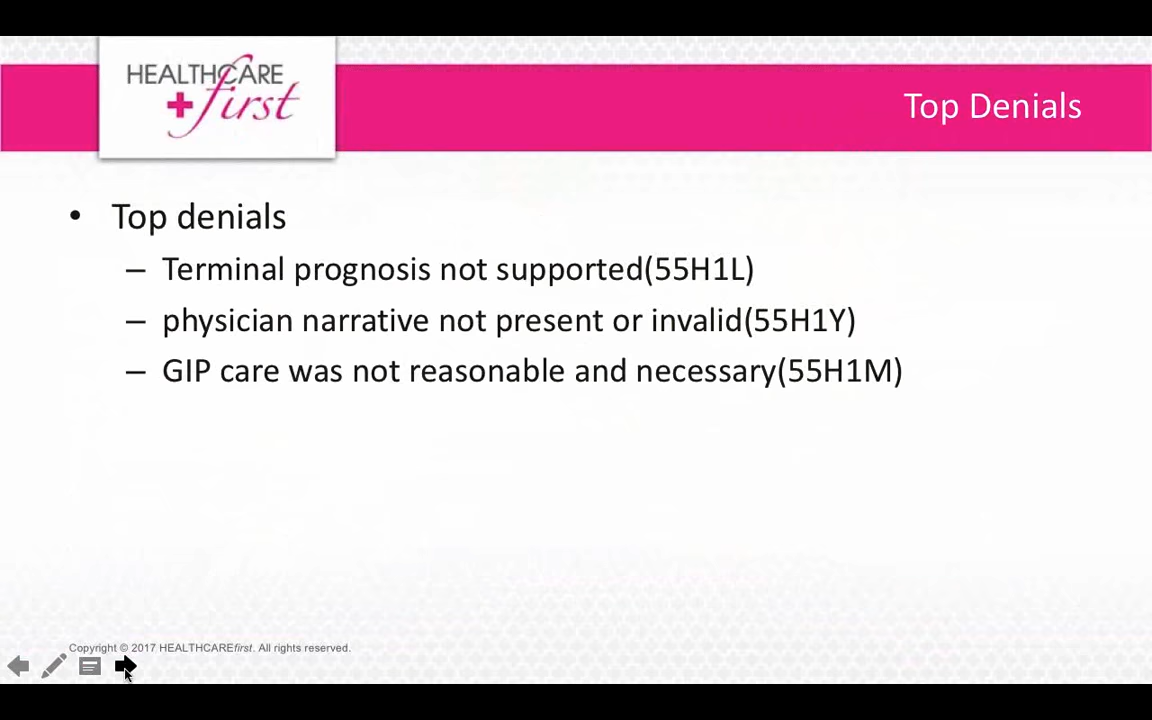 HEALTHCARE
first
Top Denials
• Top denials
– Terminal prognosis not supported(55H1L)
– physician narrative not present or invalid(55H1Y)
– GIP care was not reasonable and necessary(55H1M)
Copyright © 2017 HEALTHCAREfirst. All rights reserved.